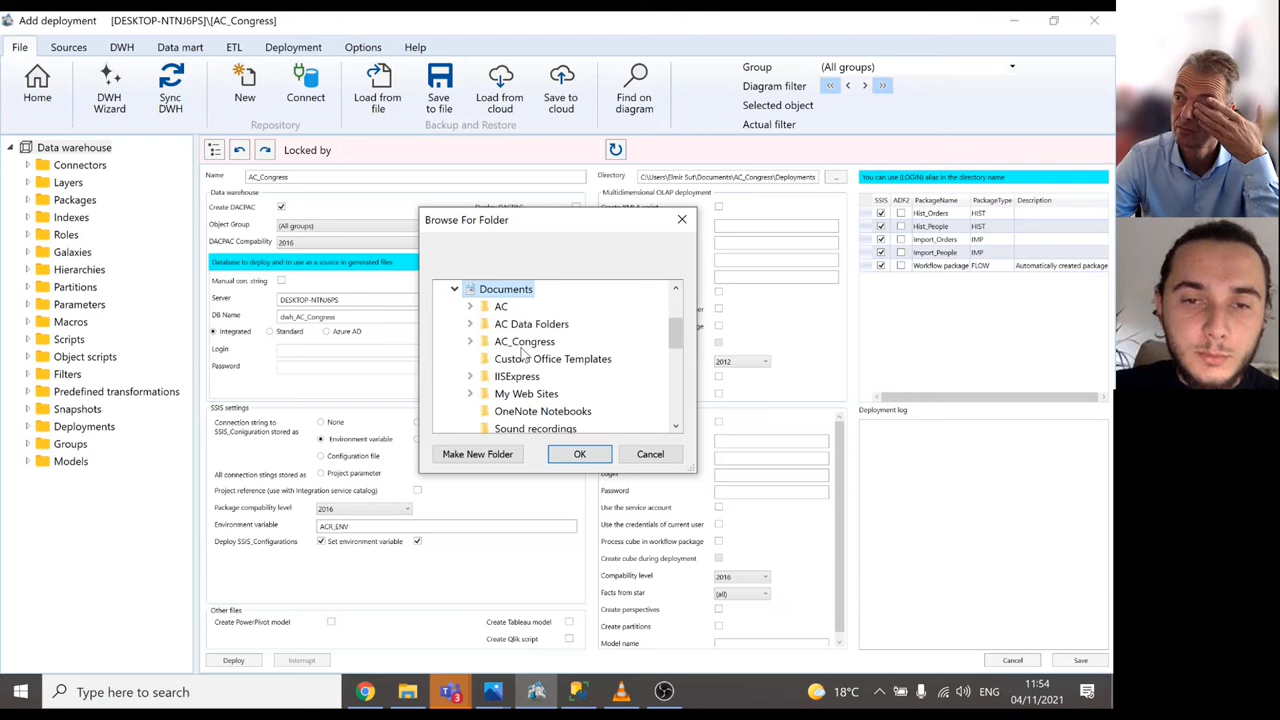 Add deployment [DESKTOP-NTNJ6PS]\[AC_Congress]
File Sources DWH Data mart ETL Deployment Options Help
Home
DWH Wizard
Sync DWH
New
Connect
Load from file
Save to file
Load from cloud
Save to cloud
Find on diagram
Repository
Backup and Restore
Group (All groups)
Diagram filter
Selected object
Actual filter
Data warehouse
Connectors
Layers
Packages
Indexes
Roles
Galaxies
Hierarchies
Partitions
Parameters
Macros
Scripts
Object scripts
Filters
Predefined transformations
Snapshots
Deployments
Groups
Models
Locked by
Name AC_Congress
Directory C:\Users\Elmir Sut\Documents\AC_Congress\Deployments ...
Data warehouse
Create DACPAC
Object Group (All groups)
DACPAC Compability 2016
Database to deploy and to use as a source in generated files
Manual con. string
Server DESKTOP-NTNJ6PS
DB Name dwh_AC_Congress
Integrated Standard Azure AD
Login
Password
SSIS settings
Connection string to SSIS_Coniguration stored as
None
Environment variable
Configuration file
All connection stings stored as Project parameter
Project reference (use with Integration service catalog)
Package compability level 2016
Environment variable ACR_ENV
Deploy SSIS_Configurations Set environment variable
Other files
Create PowerPivot model
Create Tableau model
Create Qlik script
Deploy Interrupt
Browse For Folder
Documents
AC
AC Data Folders
AC_Congress
Custom Office Templates
IISExpress
My Web Sites
OneNote Notebooks
Sound recordings
Make New Folder OK Cancel
Multidimensional OLAP deployment
2012
Password
Use the service account
Use the credentials of current user
Process cube in workflow package
Create cube during deployment
Compability level 2016
Facts from star (all)
Create perspectives
Create partitions
Model name
You can use {LOGIN} alias in the directory name
SSIS ADF2 PackageName PackageType Description
Hist_Orders HIST
Hist_People HIST
Import_Orders IMP
Import_People IMP
Workflow package FLOW Automatically created package
Deployment log
Cancel Save
Type here to search
3
18°C
ENG
11:54
04/11/2021